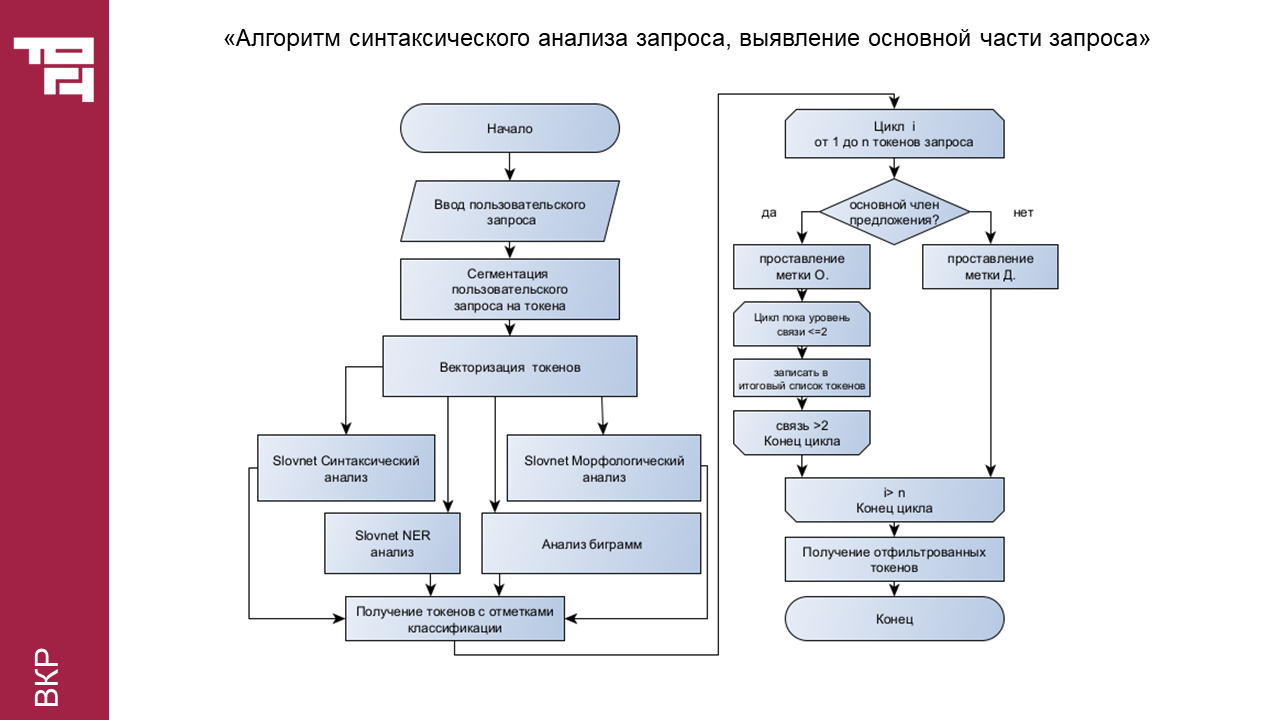 «Алгоритм синтаксического анализа запроса, выявление основной части запроса»
Начало
Ввод пользовательского
запроса
Сегментация
пользовательского
запроса на токена
Векторизация токенов
Slovnet Синтаксический
анализ
Slovnet Морфологический
анализ
Slovnet NER
анализ
Анализ биграмм
Получение токенов с отметками
классификации
Цикл i
от 1 до n токенов запроса
основной член
предложения?
да
нет
проставление
метки О.
проставление
метки Д.
Цикл пока уровень
связи <=2
записать в
итоговый список токенов
связь >2
Конец цикла
i> n
Конец цикла
Получение отфильтрованных
токенов
Конец
ВКР